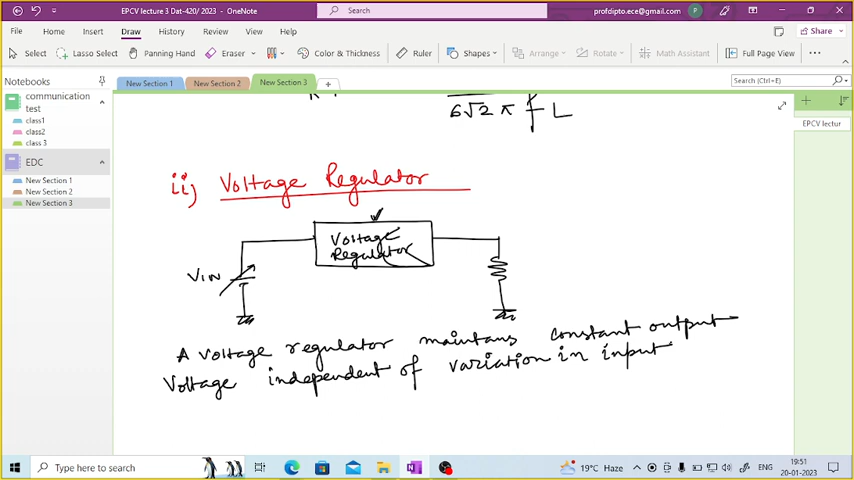 EPCV lecture 3 Dat-420/ 2023 - OneNote
Search
profdipto.ece@gmail.com
P
File
Home
Insert
Draw
History
Review
View
Help
Share
Select
Lasso Select
Panning Hand
Eraser
Color & Thickness
Ruler
Shapes
Arrange
Rotate
Math Assistant
Full Page View
Notebooks
New Section 1
New Section 2
New Section 3
Search (Ctrl+E)
communication
test
class1
class2
class 3
EDC
New Section 1
New Section 2
New Section 3
EPCV lectur
6√2 π f L
ii) Voltage Regulator
Voltage
Regulator
VIN
A voltage regulator maintans constant output
Voltage independent of variation in input
Type here to search
19°C Haze
ENG
19:51
20-01-2023